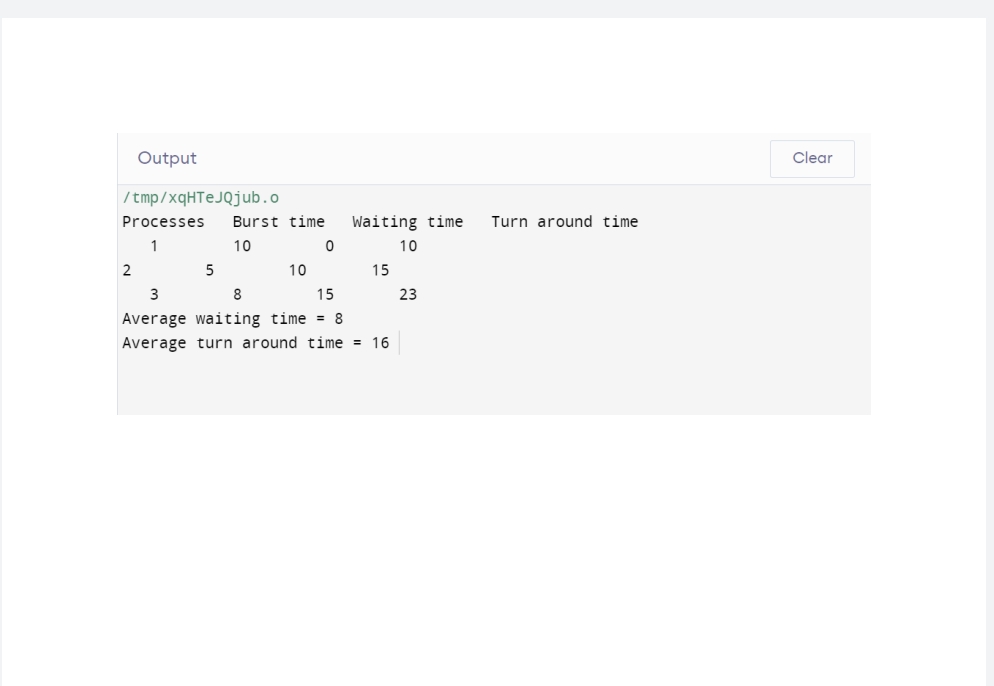 Output
Clear
/tmp/xqHTeJQjub.o
Processes   Burst time   Waiting time   Turn around time
   1        10        0       10
2        5        10       15
   3        8        15       23
Average waiting time = 8
Average turn around time = 16